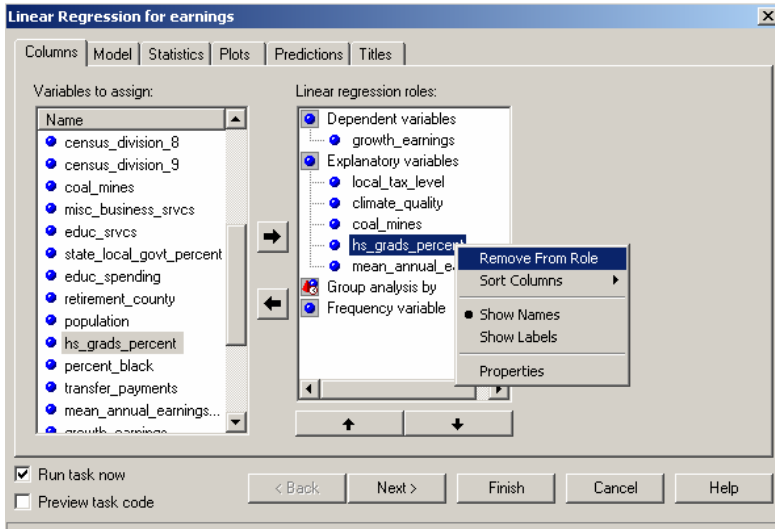 Linear Regression for earnings
Columns Model Statistics Plots Predictions Titles
Variables to assign:
Name
census_division_8
census_division_9
coal_mines
misc_business_srvcs
educ_srvcs
state_local_govt_percent
educ_spending
retirement_county
population
hs_grads_percent
percent_black
transfer_payments
mean_annual_earnings...
growth_earnings
Linear regression roles:
Dependent variables
growth_earnings
Explanatory variables
local_tax_level
climate_quality
coal_mines
hs_grads_percent
mean_annual_e
Group analysis by
Frequency variable
Remove From Role
Sort Columns
Show Names
Show Labels
Properties
Run task now
Preview task code
< Back Next > Finish Cancel Help